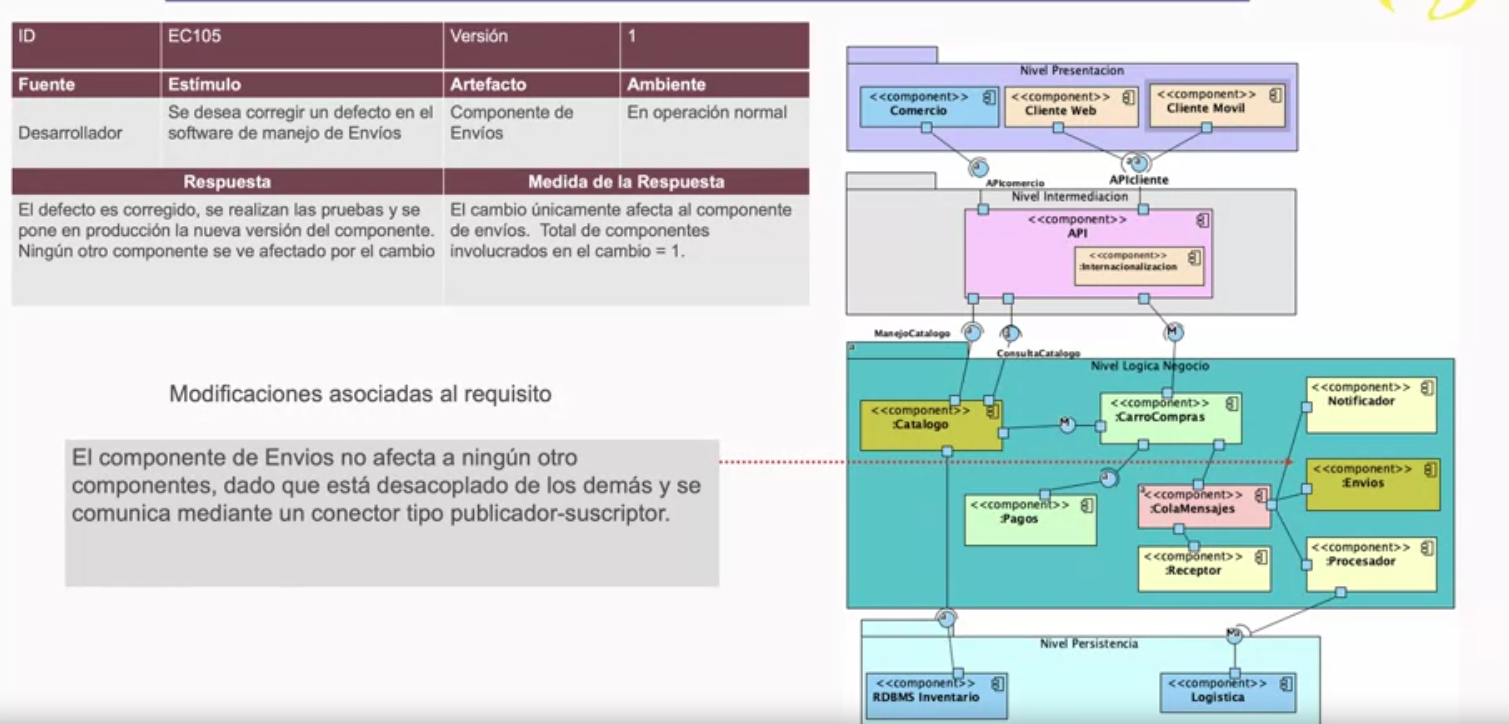 ID EC105 Versión 1
Fuente Estímulo Artefacto Ambiente
Desarrollador
Se desea corregir un defecto en el
software de manejo de Envíos
Componente de
Envíos
En operación normal
Respuesta Medida de la Respuesta
El defecto es corregido, se realizan las pruebas y se
pone en producción la nueva versión del componente.
Ningún otro componente se ve afectado por el cambio
El cambio únicamente afecta al componente
de envíos. Total de componentes
involucrados en el cambio = 1.
Modificaciones asociadas al requisito
El componente de Envios no afecta a ningún otro
componentes, dado que está desacoplado de los demás y se
comunica mediante un conector tipo publicador-suscriptor.
Nivel Presentacion
<<component>>
Comercio
<<component>>
Cliente Web
<<component>>
Cliente Movil
APIcomercio
APIcliente
Nivel Intermediacion
<<component>>
API
<<component>>
:Internacionalizacion
ManejoCatalogo
ConsultaCatalogo
Nivel Logica Negocio
<<component>>
:Catalogo
<<component>>
:CarroCompras
<<component>>
Notificador
<<component>>
:Envios
<<component>>
:Pagos
<<component>>
:ColaMensajes
<<component>>
:Receptor
<<component>>
:Procesador
Nivel Persistencia
<<component>>
RDBMS Inventario
<<component>>
Logistica